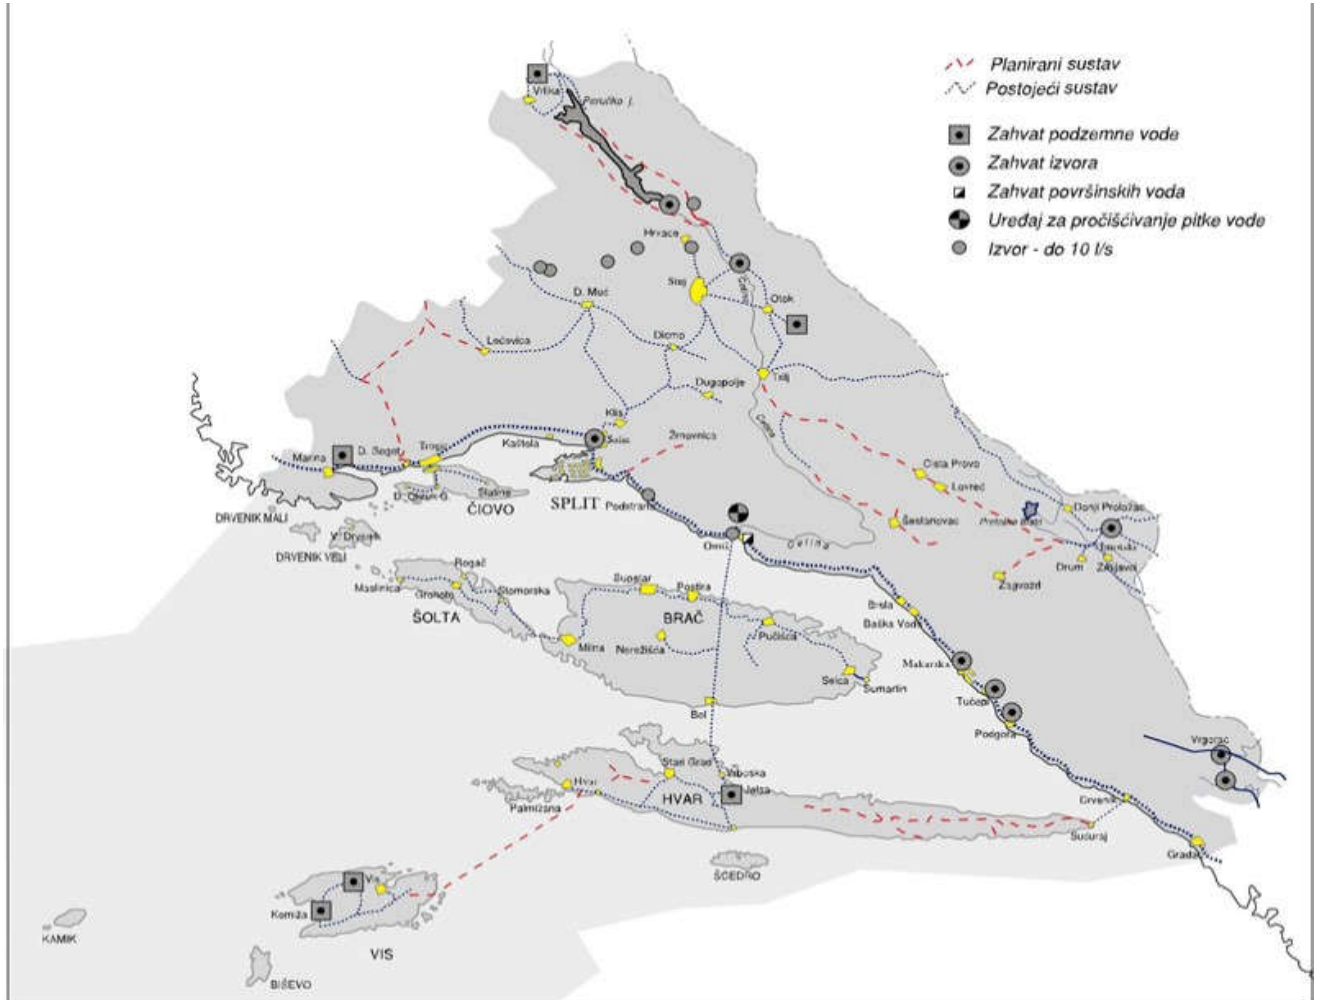 Planirani sustav
Postojeći sustav
Zahvat podzemne vode
Zahvat izvora
Zahvat površinskih voda
Uređaj za pročišćivanje pitke vode
Izvor - do 10 l/s
Vrlika
Hrvace
Sinj
Otok
D. Muć
Lećevica
Dicmo
Dugopolje
Trilj
Cetina
Klis
Solin
Kaštela
Žrnovnica
Marina
D. Seget
Trogir
Slatine
ČIOVO
SPLIT
Podstrana
DRVENIK MALI
V. Drvenik
DRVENIK VELI
Omiš
Cetina
Cista Provo
Lovreć
Šestanovac
Donji Proložac
Imotski
Drum
Zmijavci
Zagvozd
Maslinica
Rogač
Grohote
Stomorska
ŠOLTA
Supetar
Postira
BRAČ
Pučišća
Milna
Nerežišća
Selca
Sumartin
Bol
Brela
Baška Voda
Makarska
Tučepi
Podgora
Vrgorac
Drvenik
Gradac
Sućuraj
Stari Grad
Vrboska
Jelsa
Hvar
HVAR
Palmižana
ŠĆEDRO
Vis
Komiža
VIS
KAMIK
BIŠEVO